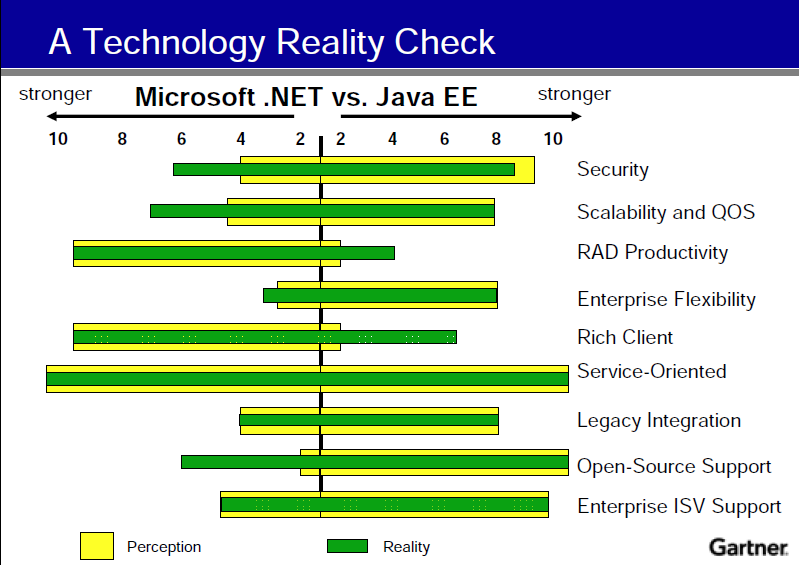 A Technology Reality Check
stronger Microsoft .NET vs. Java EE stronger
10 8 6 4 2 2 4 6 8 10
Security
Scalability and QOS
RAD Productivity
Enterprise Flexibility
Rich Client
Service-Oriented
Legacy Integration
Open-Source Support
Enterprise ISV Support
Perception Reality
Gartner.